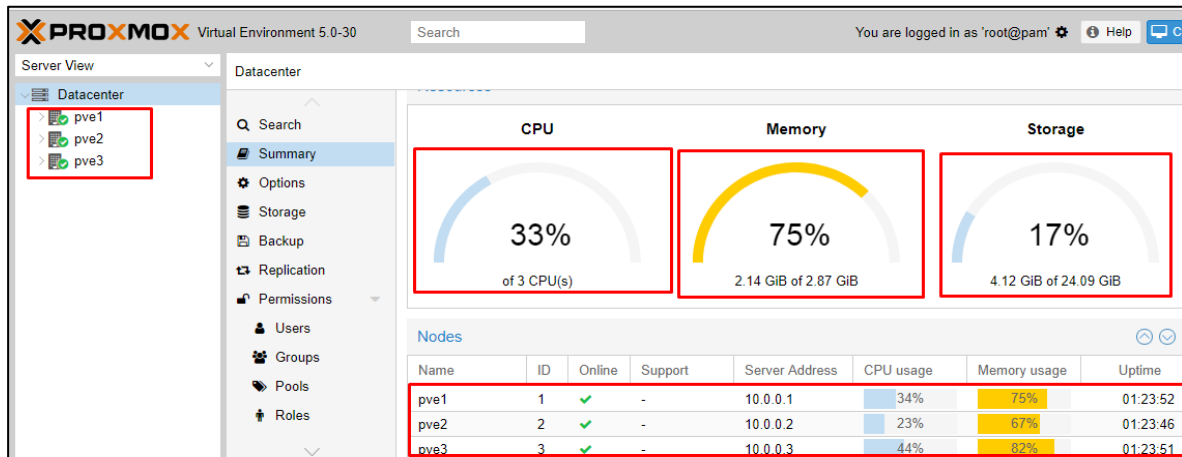 PROXMOX Virtual Environment 5.0-30 Search You are logged in as 'root@pam' Help
Server View
Datacenter
pve1
pve2
pve3
Datacenter
Search
Summary
Options
Storage
Backup
Replication
Permissions
Users
Groups
Pools
Roles
CPU Memory Storage
33% 75% 17%
of 3 CPU(s) 2.14 GiB of 2.87 GiB 4.12 GiB of 24.09 GiB
Nodes
Name ID Online Support Server Address CPU usage Memory usage Uptime
pve1 1 - 10.0.0.1 34% 75% 01:23:52
pve2 2 - 10.0.0.2 23% 67% 01:23:46
pve3 3 - 10.0.0.3 44% 82% 01:23:51